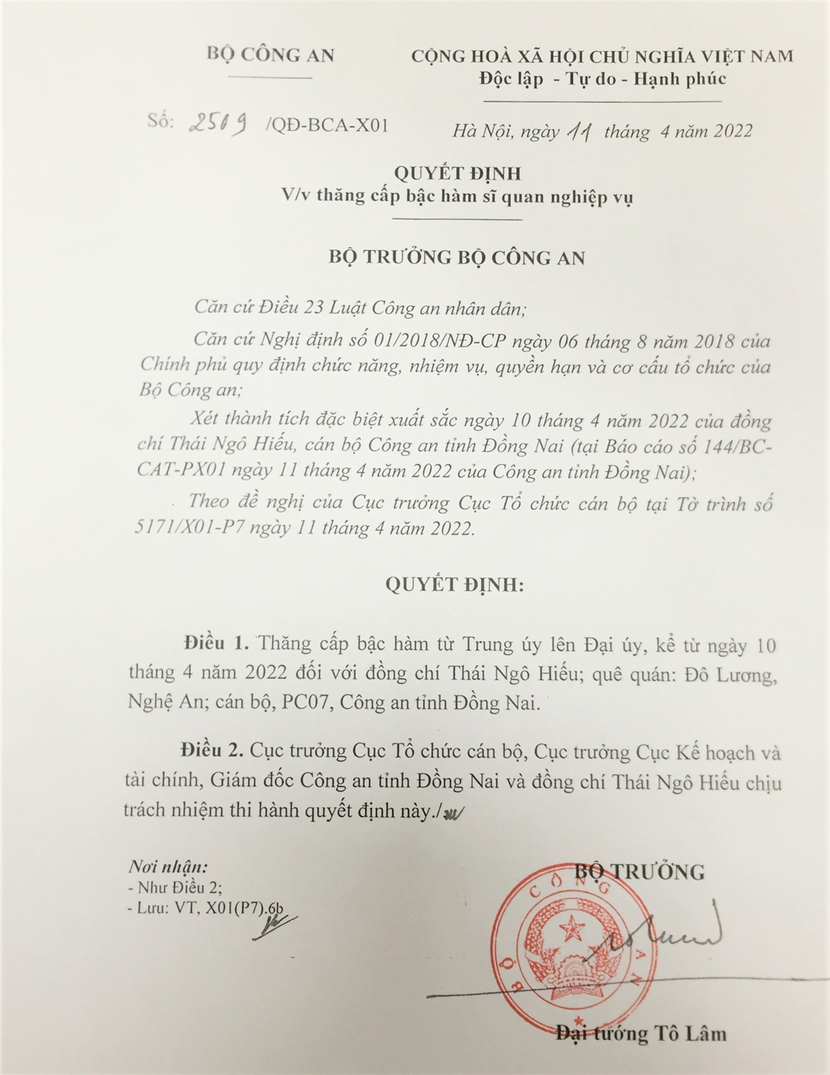 BỘ CÔNG AN
CỘNG HOÀ XÃ HỘI CHỦ NGHĨA VIỆT NAM
Độc lập - Tự do - Hạnh phúc
Số: 2509 /QĐ-BCA-X01
Hà Nội, ngày 11 tháng 4 năm 2022
QUYẾT ĐỊNH
V/v thăng cấp bậc hàm sĩ quan nghiệp vụ
BỘ TRƯỞNG BỘ CÔNG AN
Căn cứ Điều 23 Luật Công an nhân dân;
Căn cứ Nghị định số 01/2018/NĐ-CP ngày 06 tháng 8 năm 2018 của
Chính phủ quy định chức năng, nhiệm vụ, quyền hạn và cơ cấu tổ chức của
Bộ Công an;
Xét thành tích đặc biệt xuất sắc ngày 10 tháng 4 năm 2022 của đồng
chí Thái Ngô Hiếu, cán bộ Công an tỉnh Đồng Nai (tại Báo cáo số 144/BC-
CAT-PX01 ngày 11 tháng 4 năm 2022 của Công an tỉnh Đồng Nai);
Theo đề nghị của Cục trưởng Cục Tổ chức cán bộ tại Tờ trình số
5171/X01-P7 ngày 11 tháng 4 năm 2022.
QUYẾT ĐỊNH:
Điều 1. Thăng cấp bậc hàm từ Trung úy lên Đại úy, kể từ ngày 10
tháng 4 năm 2022 đối với đồng chí Thái Ngô Hiếu; quê quán: Đô Lương,
Nghệ An; cán bộ, PC07, Công an tỉnh Đồng Nai.
Điều 2. Cục trưởng Cục Tổ chức cán bộ, Cục trưởng Cục Kế hoạch và
tài chính, Giám đốc Công an tỉnh Đồng Nai và đồng chí Thái Ngô Hiếu chịu
trách nhiệm thi hành quyết định này./
Nơi nhận:
- Như Điều 2;
- Lưu: VT, X01(P7).6b
BỘ TRƯỞNG
BỘ CÔNG AN
Đại tướng Tô Lâm